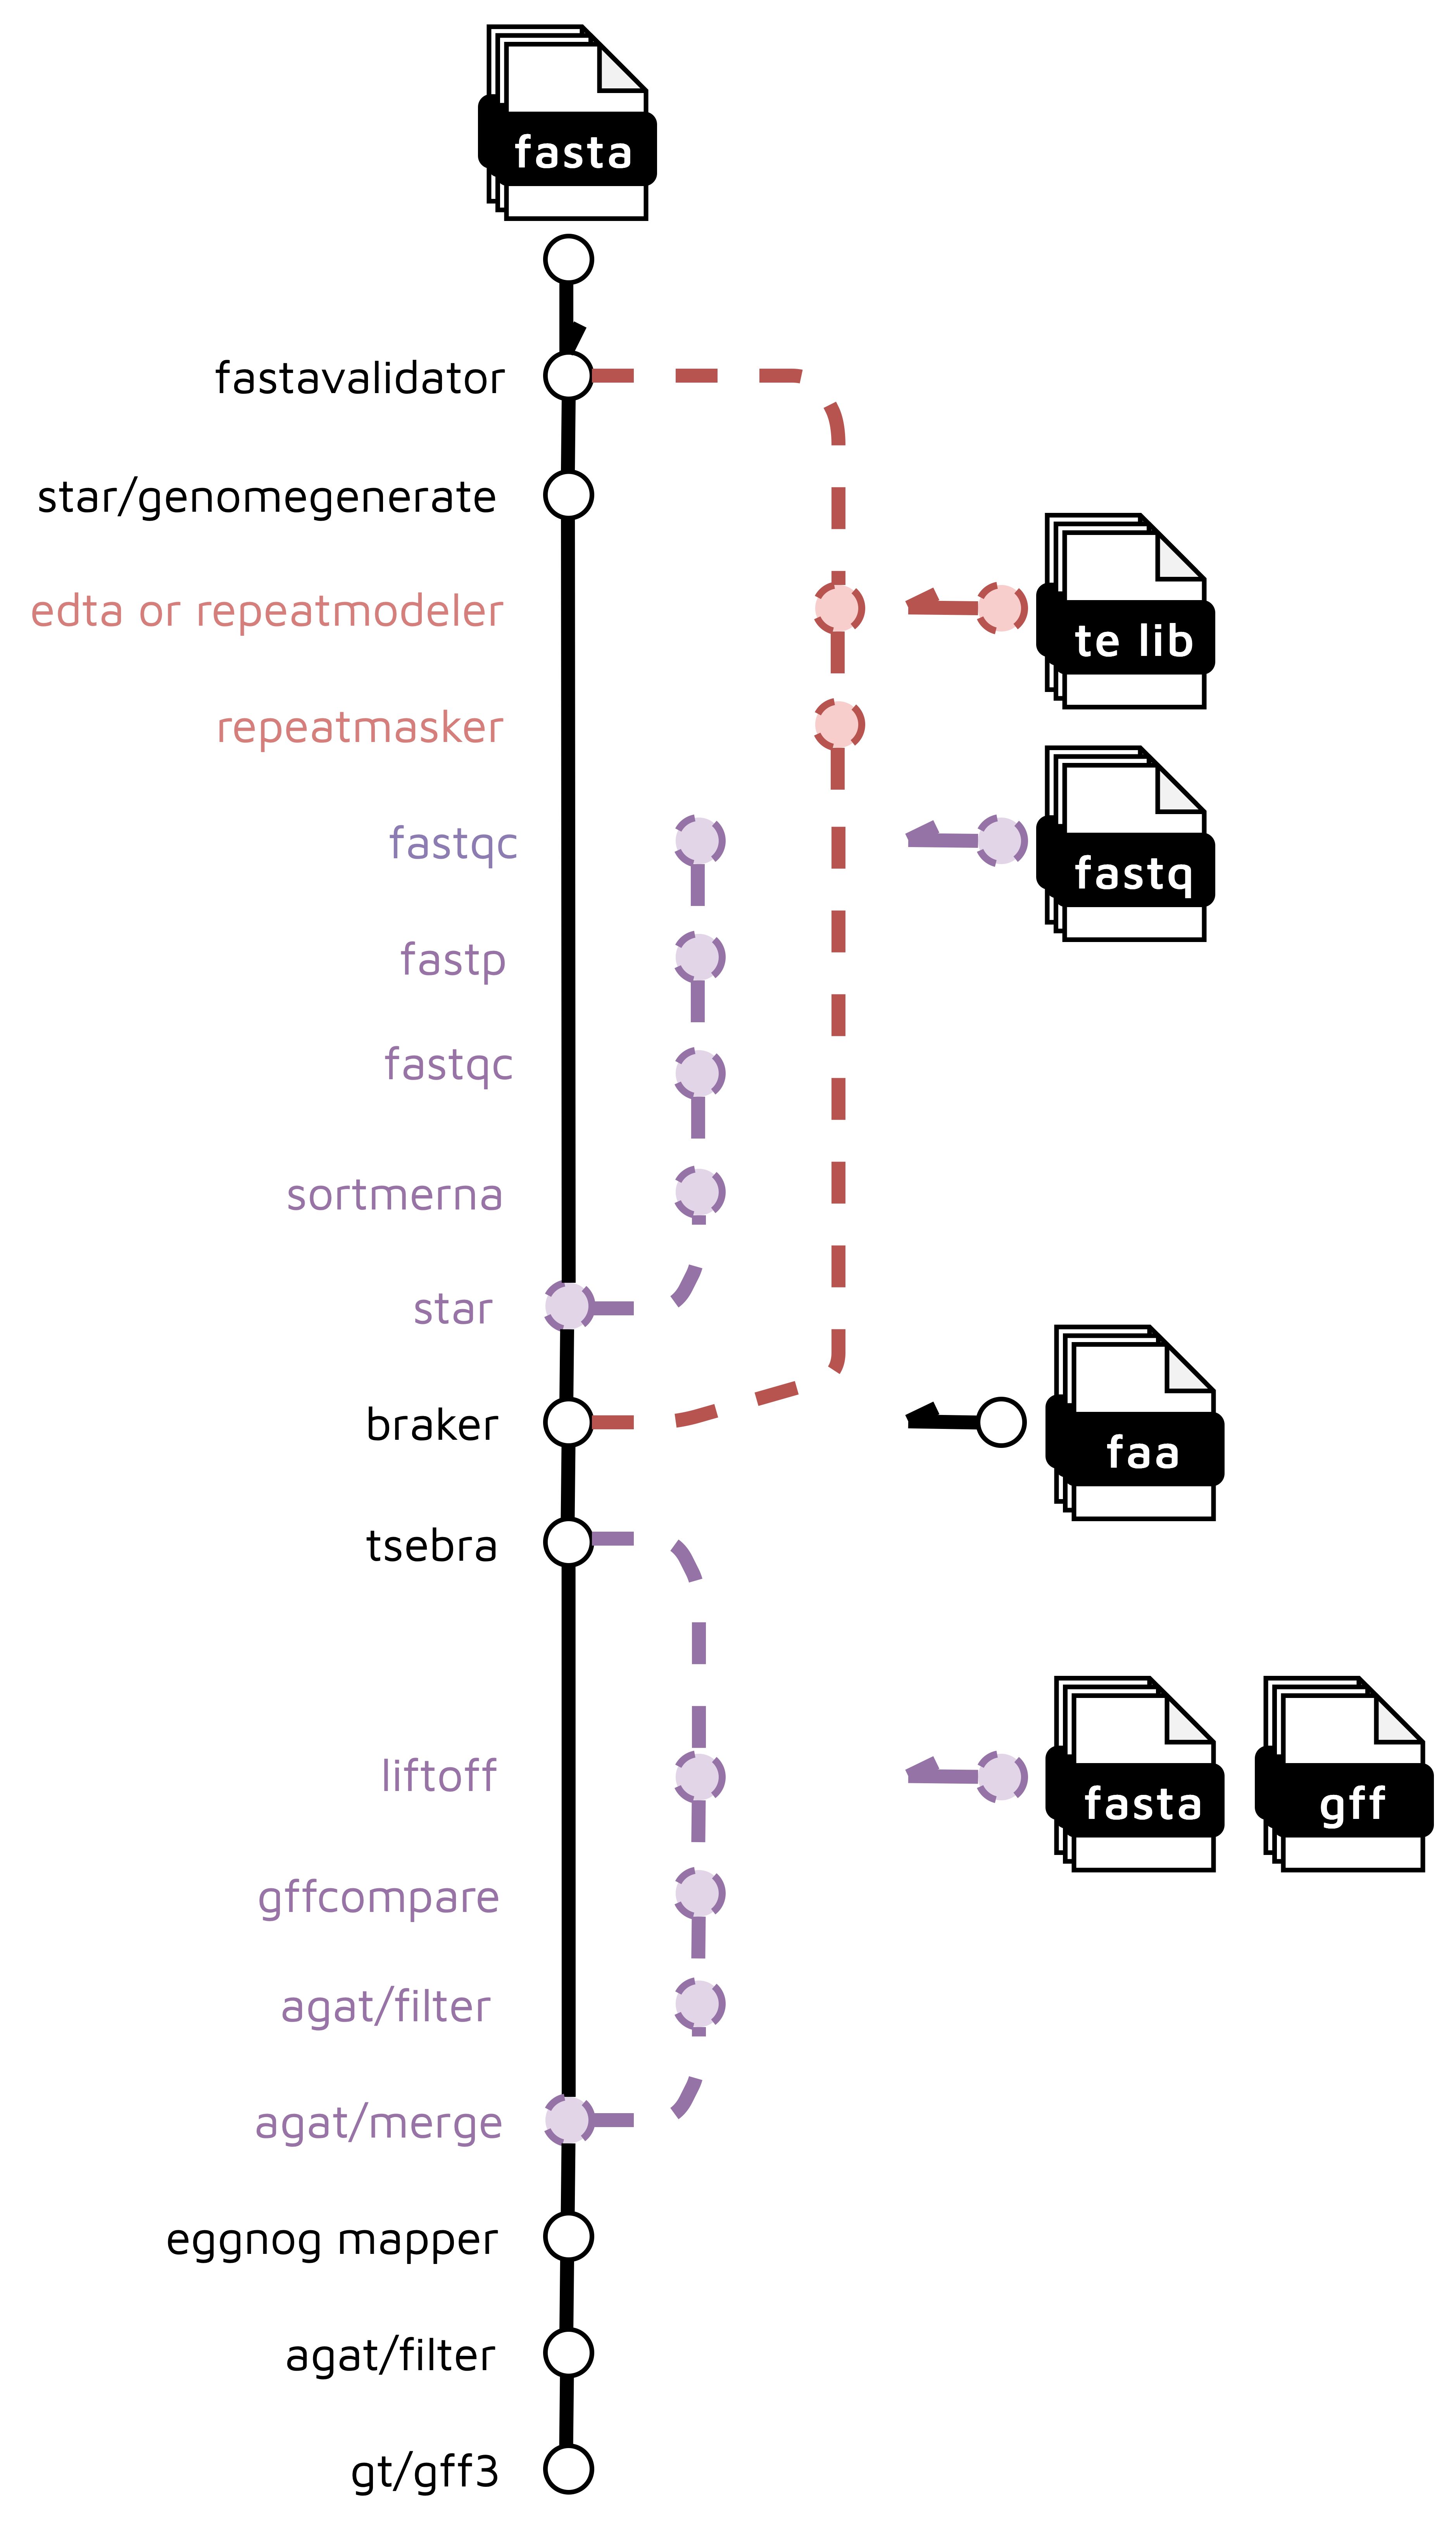 fasta
fastavalidator
star/genomegenerate
edta or repeatmodeler
te lib
repeatmasker
fastqc
fastq
fastp
fastqc
sortmerna
star
braker
faa
tsebra
liftoff
fasta
gff
gffcompare
agat/filter
agat/merge
eggnog mapper
agat/filter
gt/gff3